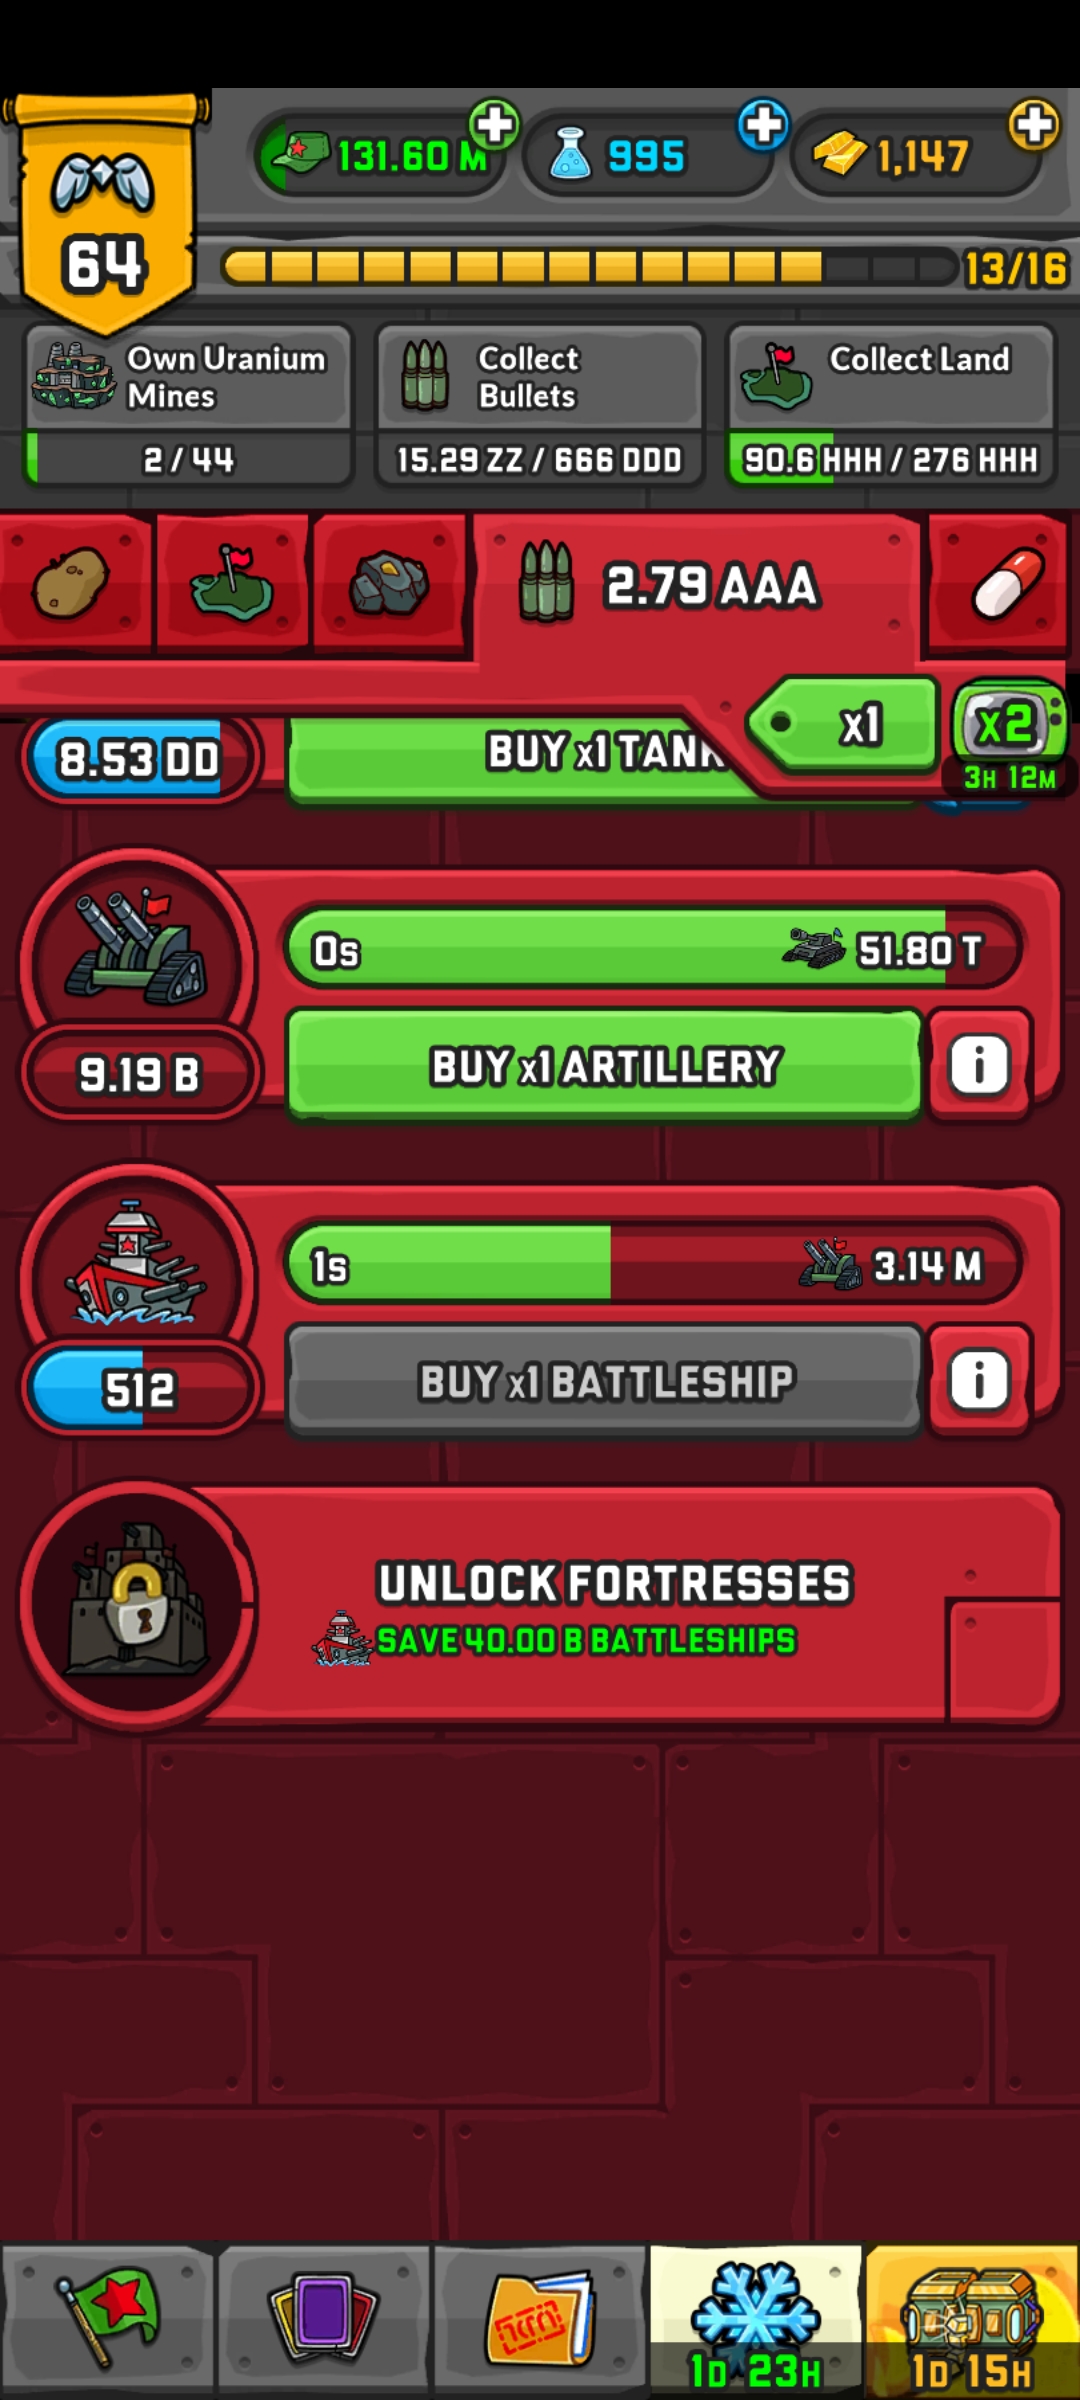 131.60 M
995
1,147
64
13/16
Own Uranium
Mines
2 / 44
Collect
Bullets
15.29 ZZ / 666 DDD
Collect Land
90.6 HHH / 276 HHH
2.79 AAA
x1
x2
3H 12M
8.53 DD
BUY x1 TANK
0s
51.80 T
9.19 B
BUY x1 ARTILLERY
i
1s
3.14 M
512
BUY x1 BATTLESHIP
i
UNLOCK FORTRESSES
SAVE 40.00 B BATTLESHIPS
1D 23H
1D 15H